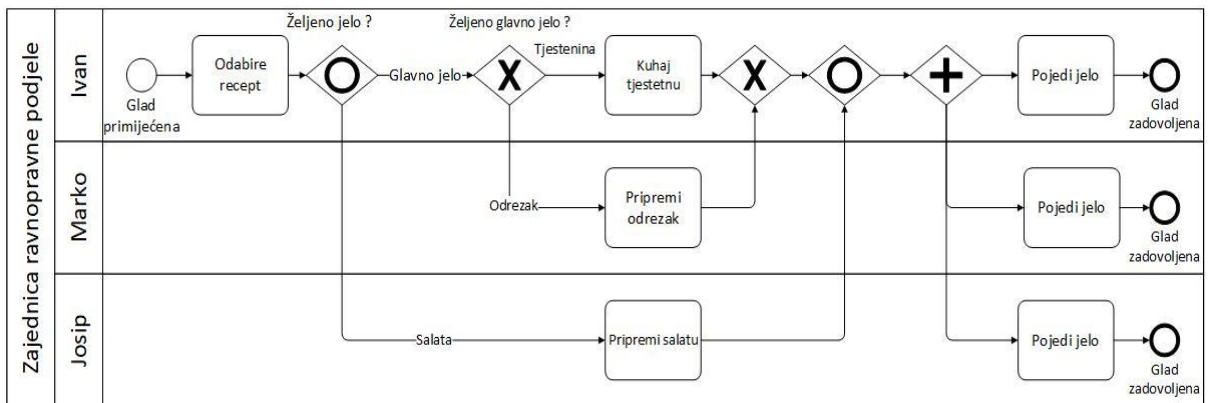 Zajednica ravnopravne podjele
Ivan
Marko
Josip
Željeno jelo ?
Željeno glavno jelo ?
Glad
primijećena
Odabire
recept
Glavno jelo
Tjestenina
Kuhaj
tjestetnu
Pojedi jelo
Glad
zadovoljena
Odrezak
Pripremi
odrezak
Pojedi jelo
Glad
zadovoljena
Salata
Pripremi salatu
Pojedi jelo
Glad
zadovoljena